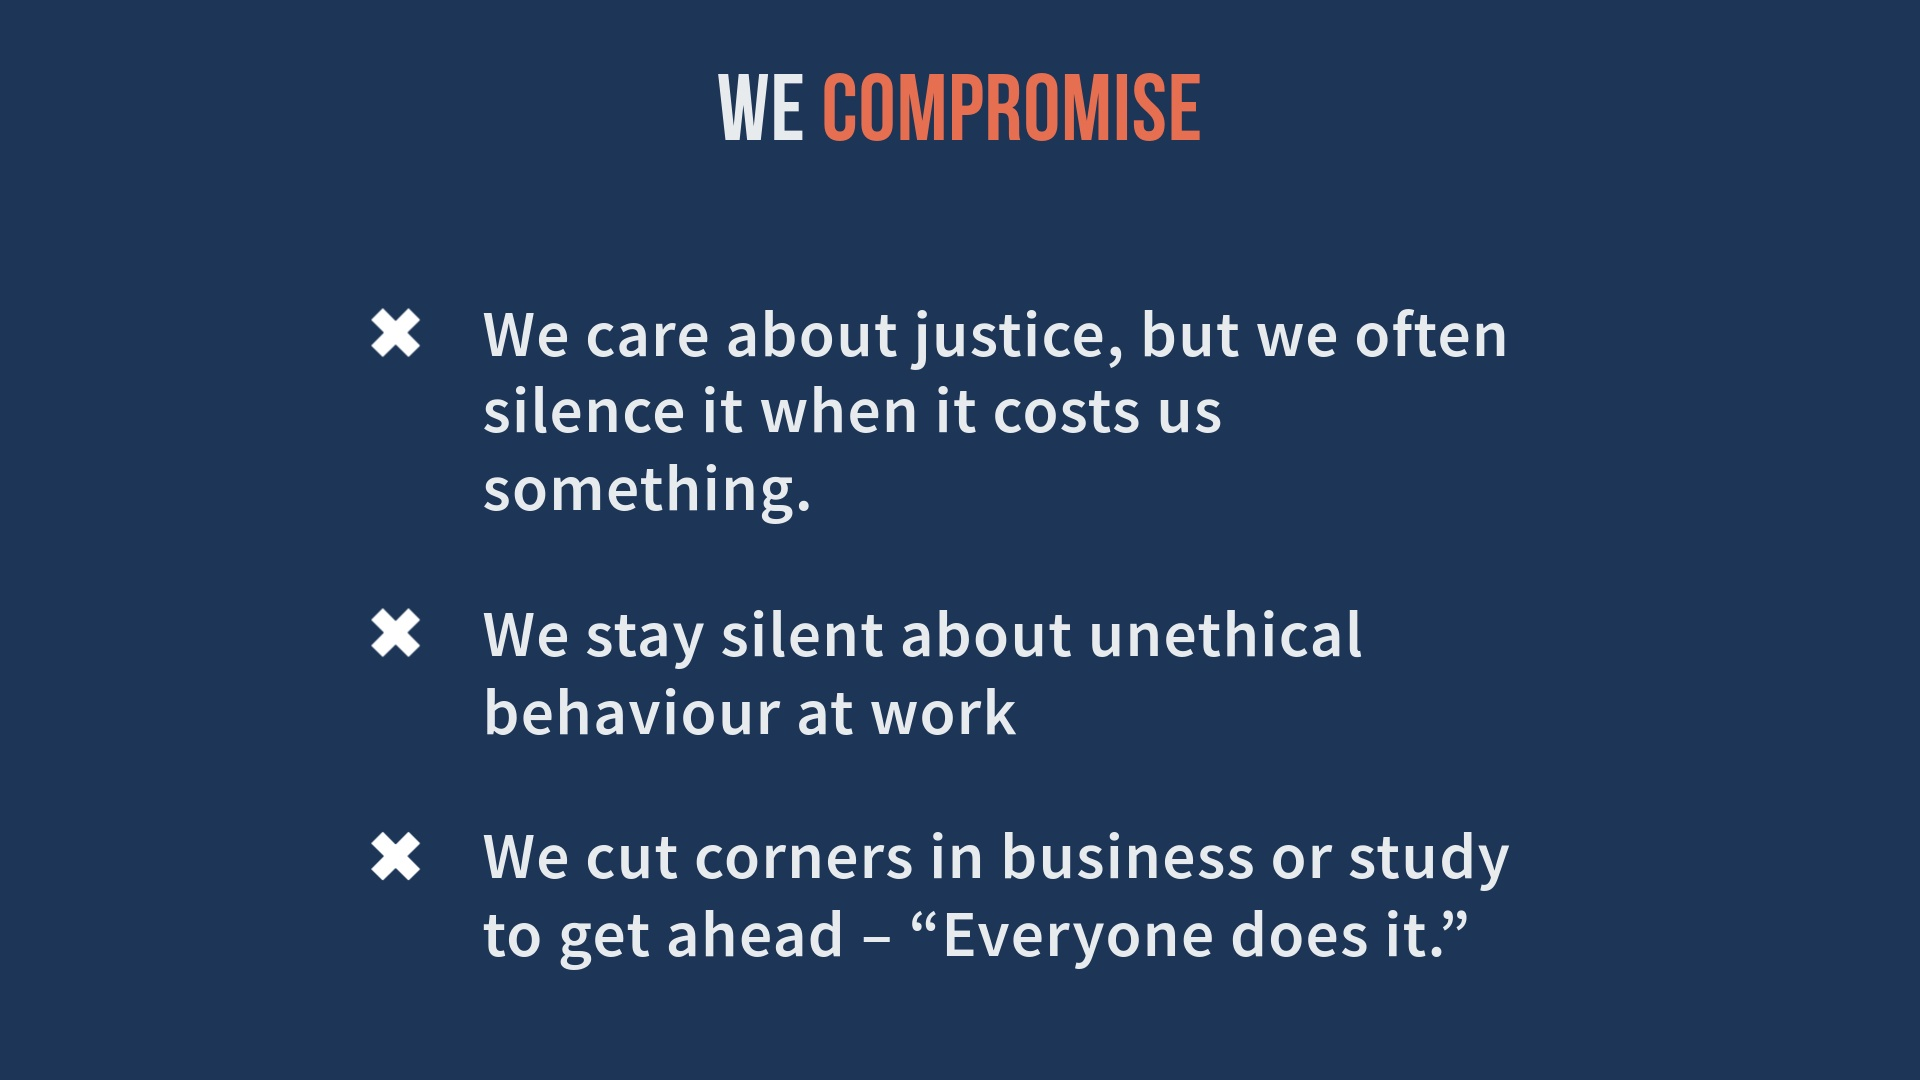 WE COMPROMISE
✖ We care about justice, but we often
silence it when it costs us
something.
✖ We stay silent about unethical
behaviour at work
✖ We cut corners in business or study
to get ahead – “Everyone does it.”